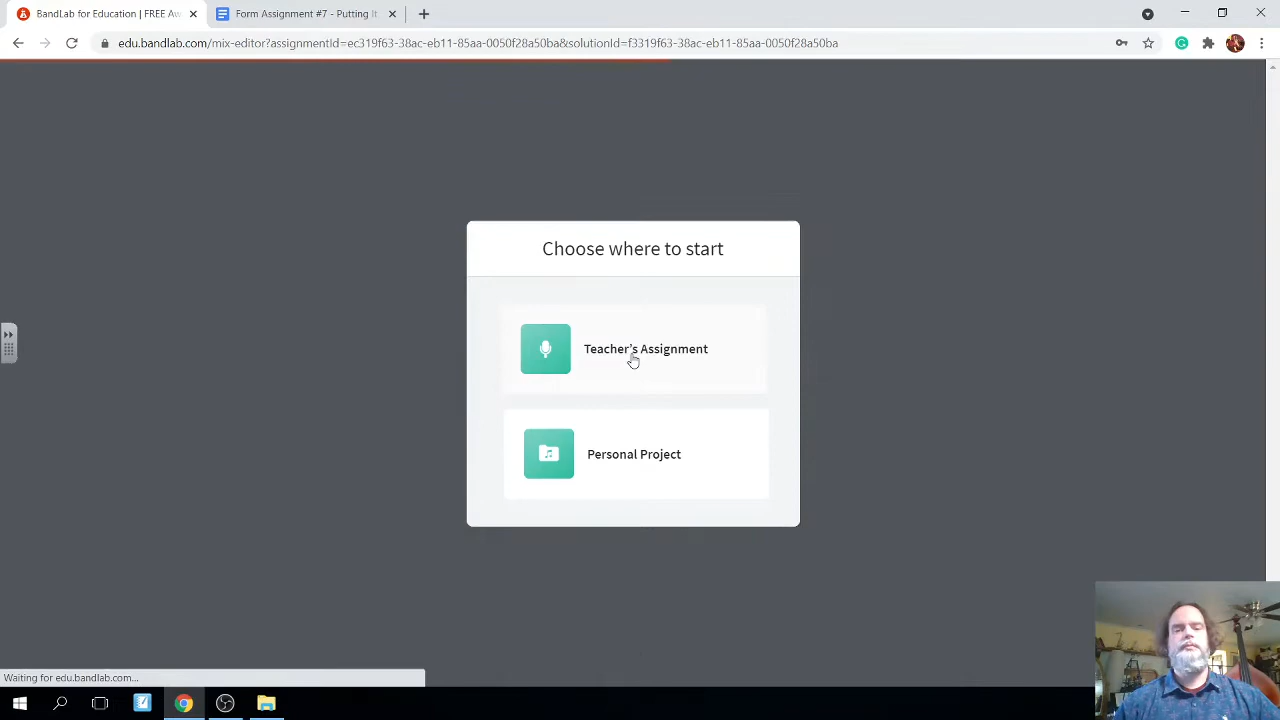 BandLab for Education | FREE Aw
Form Assignment #7 - Putting It
edu.bandlab.com/mix-editor?assignmentId=ec319f63-38ac-eb11-85aa-0050f28a50ba&solutionId=f3319f63-38ac-eb11-85aa-0050f28a50ba
Choose where to start
Teacher's Assignment
Personal Project
Waiting for edu.bandlab.com...